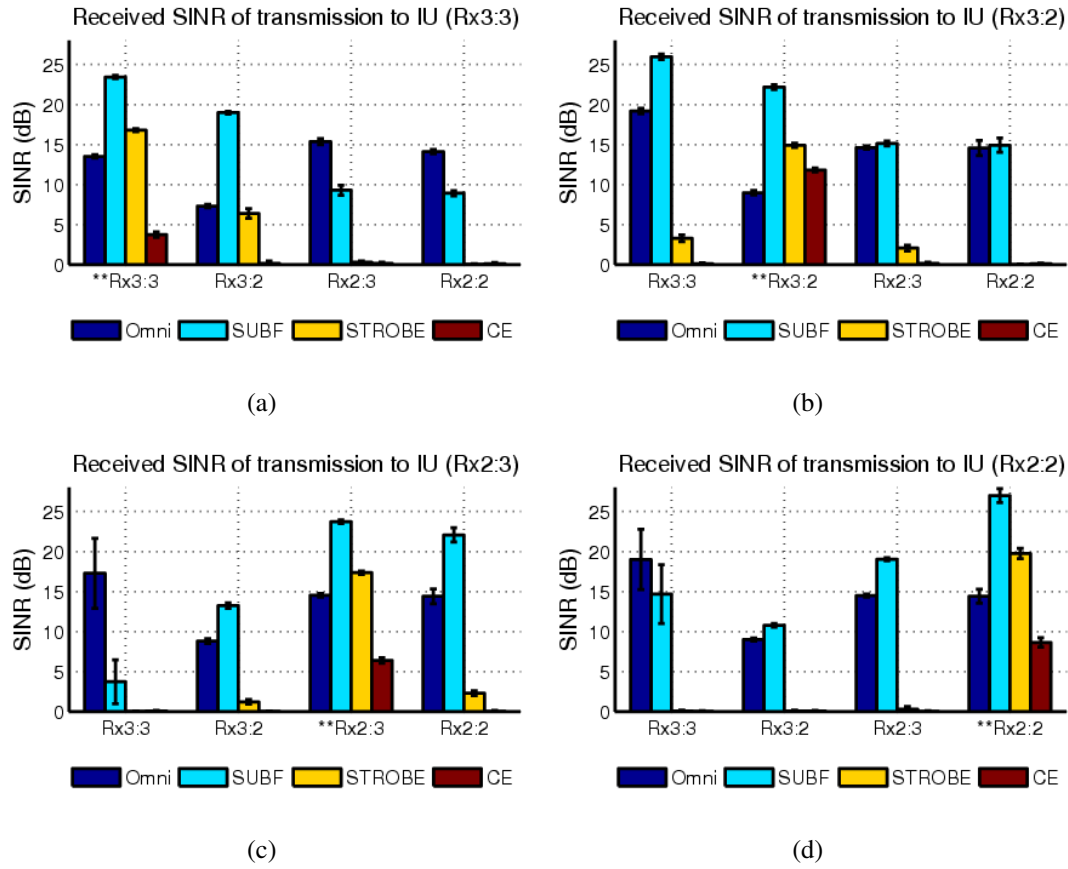 Received SINR of transmission to IU (Rx3:3)
SINR (dB)
25
20
15
10
5
0
**Rx3:3 Rx3:2 Rx2:3 Rx2:2
Omni SUBF STROBE CE
(a)
Received SINR of transmission to IU (Rx3:2)
SINR (dB)
25
20
15
10
5
0
Rx3:3 **Rx3:2 Rx2:3 Rx2:2
Omni SUBF STROBE CE
(b)
Received SINR of transmission to IU (Rx2:3)
SINR (dB)
25
20
15
10
5
0
Rx3:3 Rx3:2 **Rx2:3 Rx2:2
Omni SUBF STROBE CE
(c)
Received SINR of transmission to IU (Rx2:2)
SINR (dB)
25
20
15
10
5
0
Rx3:3 Rx3:2 Rx2:3 **Rx2:2
Omni SUBF STROBE CE
(d)